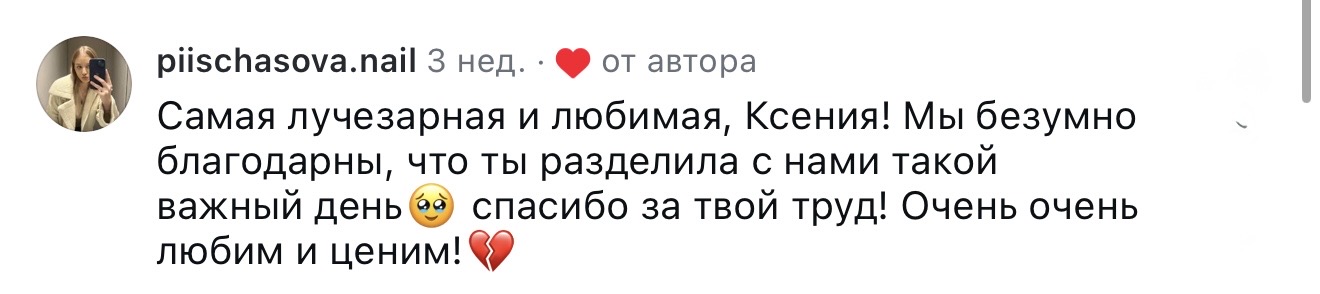 piischasova.nail 3 нед. · ❤️ от автора
Самая лучезарная и любимая, Ксения! Мы безумно
благодарны, что ты разделила с нами такой
важный день🥹 спасибо за твой труд! Очень очень
любим и ценим!💔